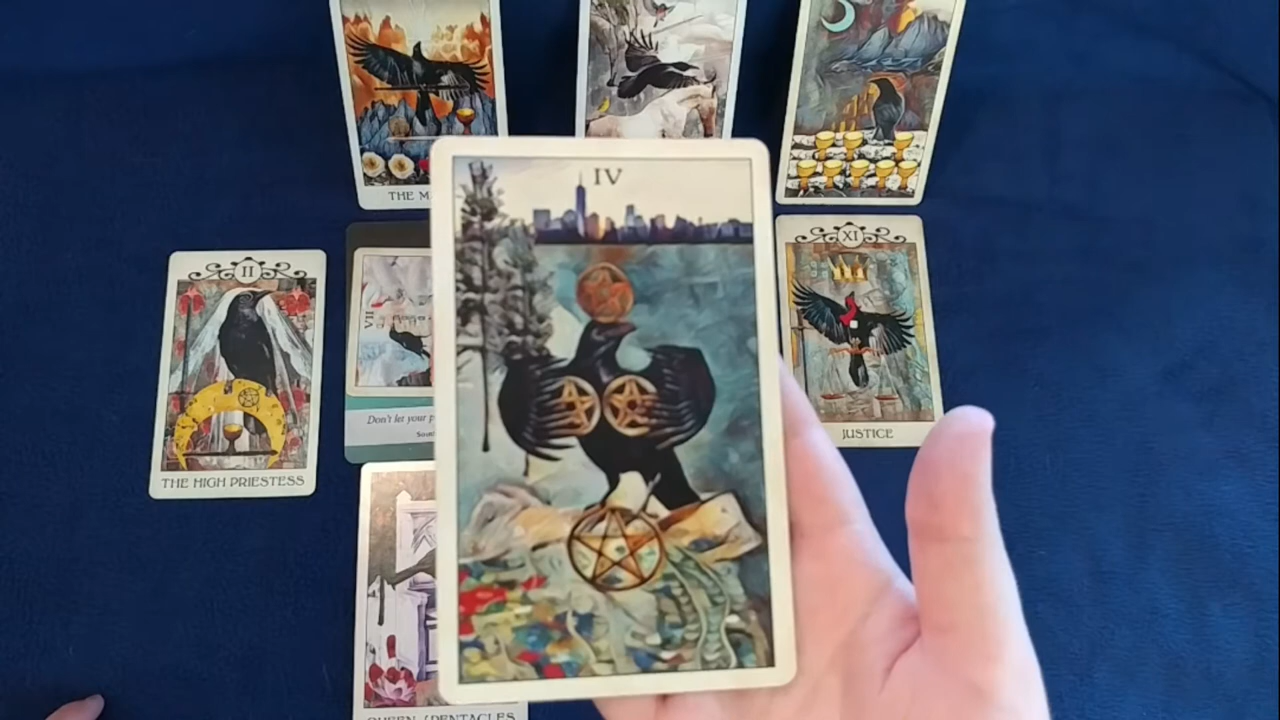 THE M
IV
II
THE HIGH PRIESTESS
VII
Don't let your p
XI
JUSTICE
QUEEN of PENTACLES